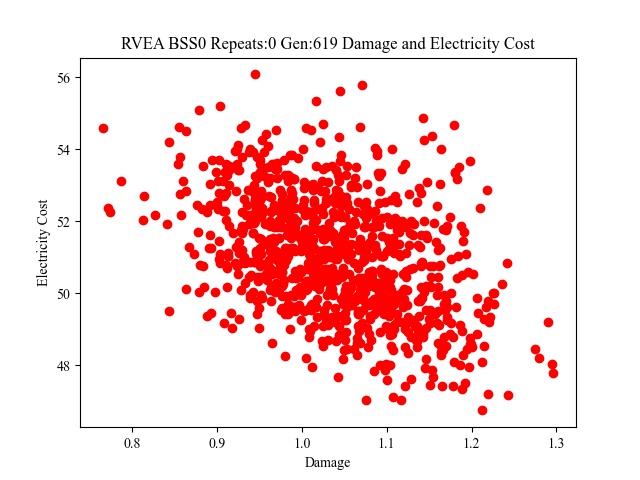 RVEA BSS0 Repeats:0 Gen:619 Damage and Electricity Cost
56
54
52
50
48
Electricity Cost
0.8 0.9 1.0 1.1 1.2 1.3
Damage